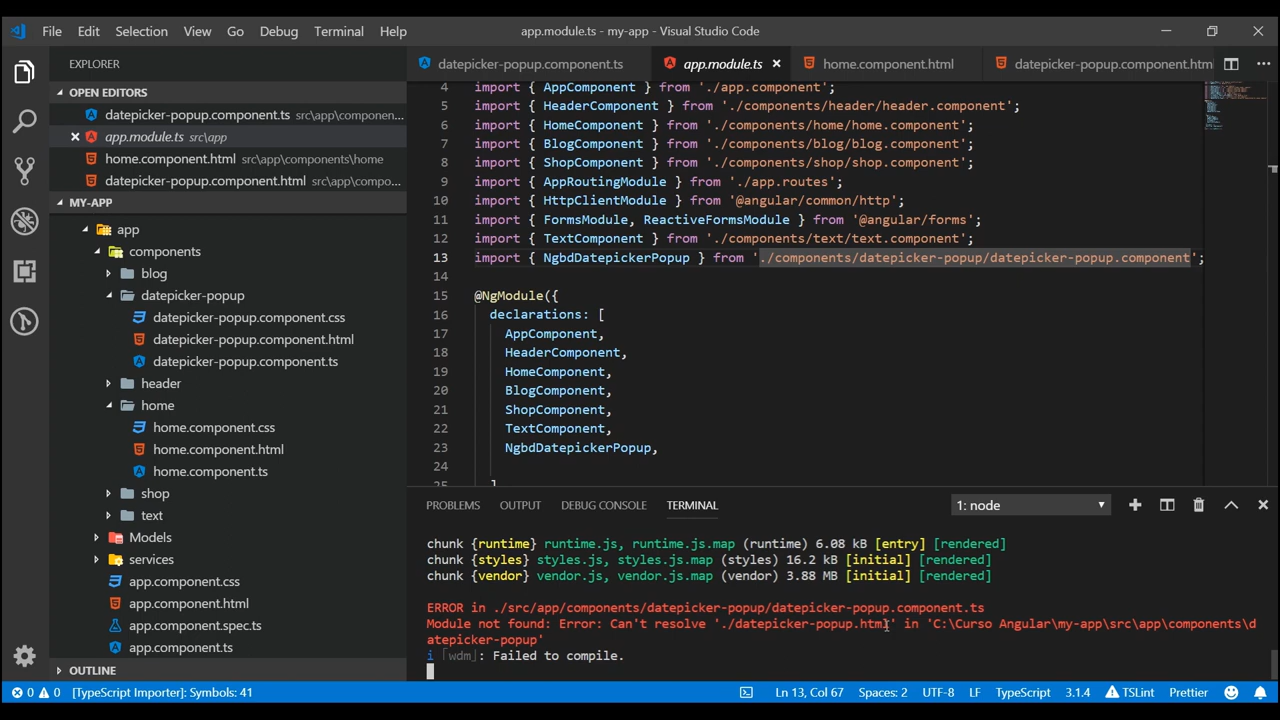 File Edit Selection View Go Debug Terminal Help
app.module.ts - my-app - Visual Studio Code
EXPLORER
OPEN EDITORS
datepicker-popup.component.ts src\app\componen...
app.module.ts src\app
home.component.html src\app\components\home
datepicker-popup.component.html src\app\compo...
MY-APP
app
components
blog
datepicker-popup
datepicker-popup.component.css
datepicker-popup.component.html
datepicker-popup.component.ts
header
home
home.component.css
home.component.html
home.component.ts
shop
text
Models
services
app.component.css
app.component.html
app.component.spec.ts
app.component.ts
OUTLINE
datepicker-popup.component.ts app.module.ts home.component.html datepicker-popup.component.htm
4 import { AppComponent } from './app.component';
5 import { HeaderComponent } from './components/header/header.component';
6 import { HomeComponent } from './components/home/home.component';
7 import { BlogComponent } from './components/blog/blog.component';
8 import { ShopComponent } from './components/shop/shop.component';
9 import { AppRoutingModule } from './app.routes';
10 import { HttpClientModule } from '@angular/common/http';
11 import { FormsModule, ReactiveFormsModule } from '@angular/forms';
12 import { TextComponent } from './components/text/text.component';
13 import { NgbdDatepickerPopup } from './components/datepicker-popup/datepicker-popup.component';
14
15 @NgModule({
16 declarations: [
17 AppComponent,
18 HeaderComponent,
19 HomeComponent,
20 BlogComponent,
21 ShopComponent,
22 TextComponent,
23 NgbdDatepickerPopup,
24
25 ]
PROBLEMS OUTPUT DEBUG CONSOLE TERMINAL 1: node
chunk {runtime} runtime.js, runtime.js.map (runtime) 6.08 kB [entry] [rendered]
chunk {styles} styles.js, styles.js.map (styles) 16.2 kB [initial] [rendered]
chunk {vendor} vendor.js, vendor.js.map (vendor) 3.88 MB [initial] [rendered]
ERROR in ./src/app/components/datepicker-popup/datepicker-popup.component.ts
Module not found: Error: Can't resolve './datepicker-popup.html' in 'C:\Curso Angular\my-app\src\app\components\d
atepicker-popup'
i ｢wdm｣: Failed to compile.
0 0 [TypeScript Importer]: Symbols: 41 Ln 13, Col 67 Spaces: 2 UTF-8 LF TypeScript 3.1.4 TSLint Prettier